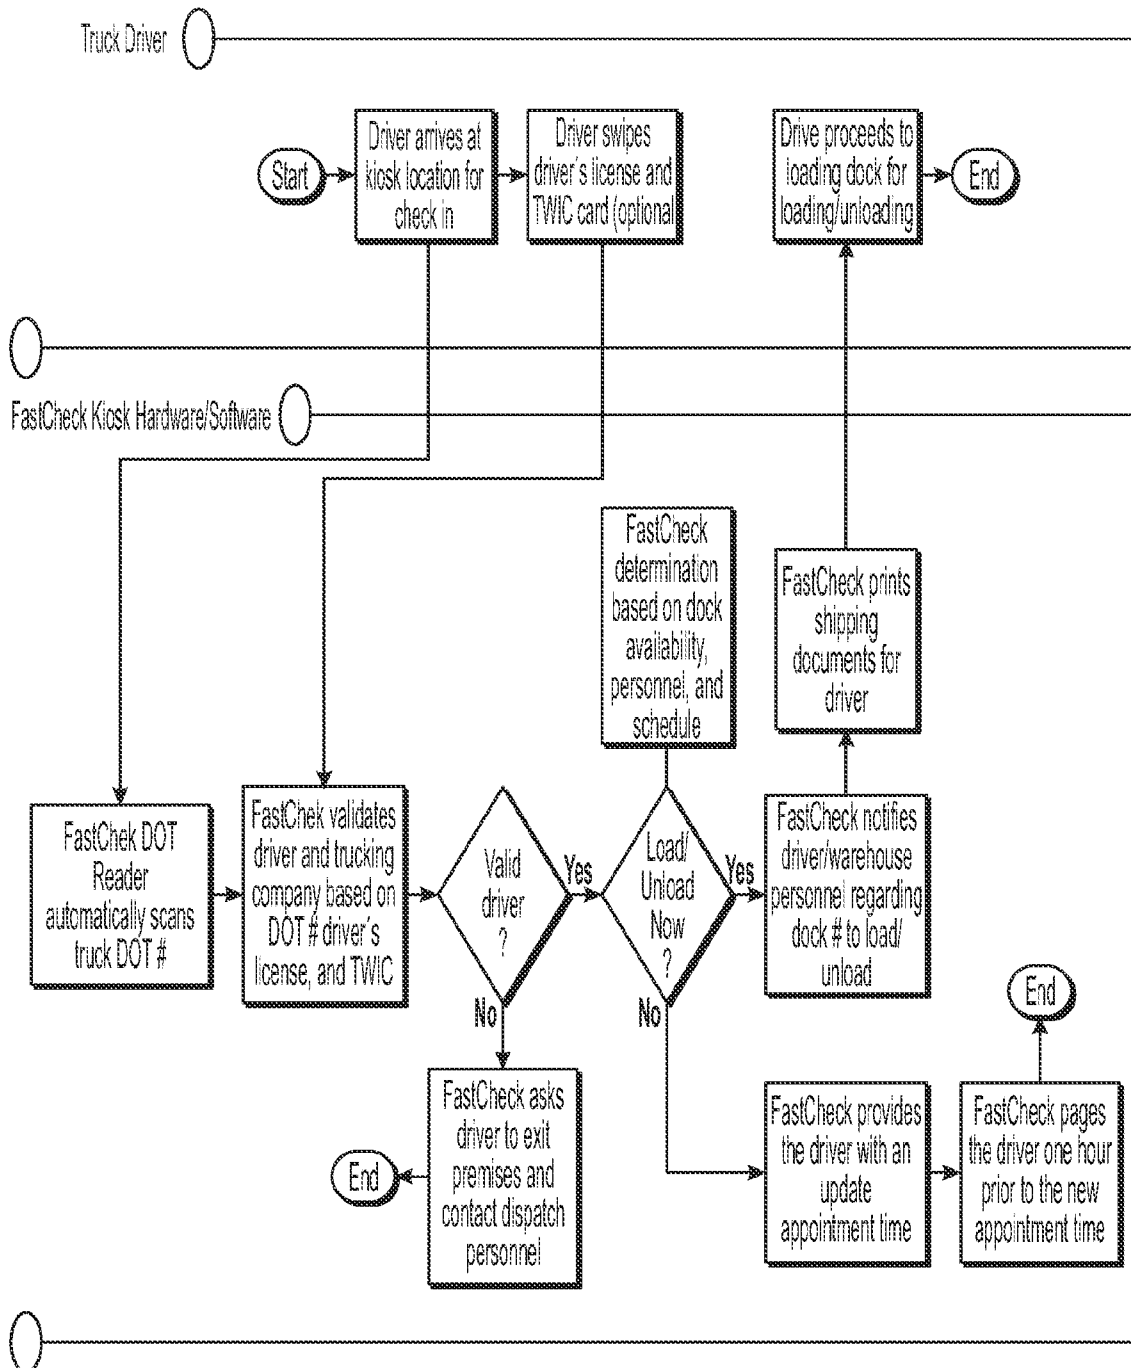 Truck Driver
Start
Driver arrives at
kiosk location for
check in
Driver swipes
driver's license and
TWIC card (optional
Drive proceeds to
loading dock for
loading/unloading
End
FastCheck Kiosk Hardware/Software
FastCheck
determination
based on dock
availability,
personnel, and
schedule
FastCheck prints
shipping
documents for
driver
FastChek DOT
Reader
automatically scans
truck DOT #
FastChek validates
driver and trucking
company based on
DOT # driver's
license, and TWIC
Valid
driver
?
Yes
No
Load/
Unload
Now
?
Yes
No
FastCheck notifies
driver/warehouse
personnel regarding
dock # to load/
unload
End
FastCheck asks
driver to exit
premises and
contact dispatch
personnel
End
FastCheck provides
the driver with an
update
appointment time
FastCheck pages
the driver one hour
prior to the new
appointment time